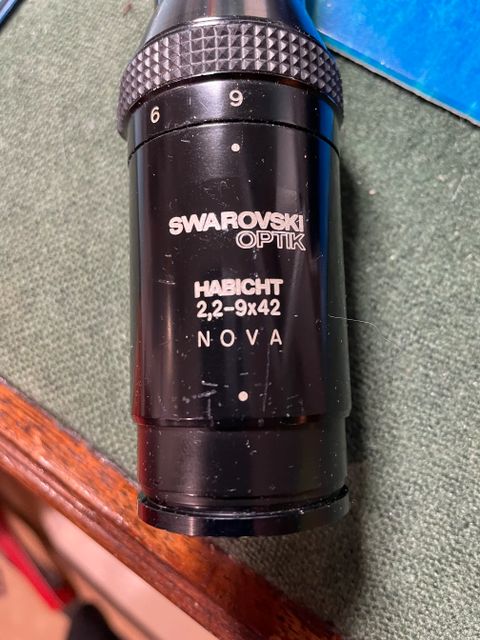 6 9
SWAROVSKI
OPTIK
HABICHT
2,2-9x42
NOVA